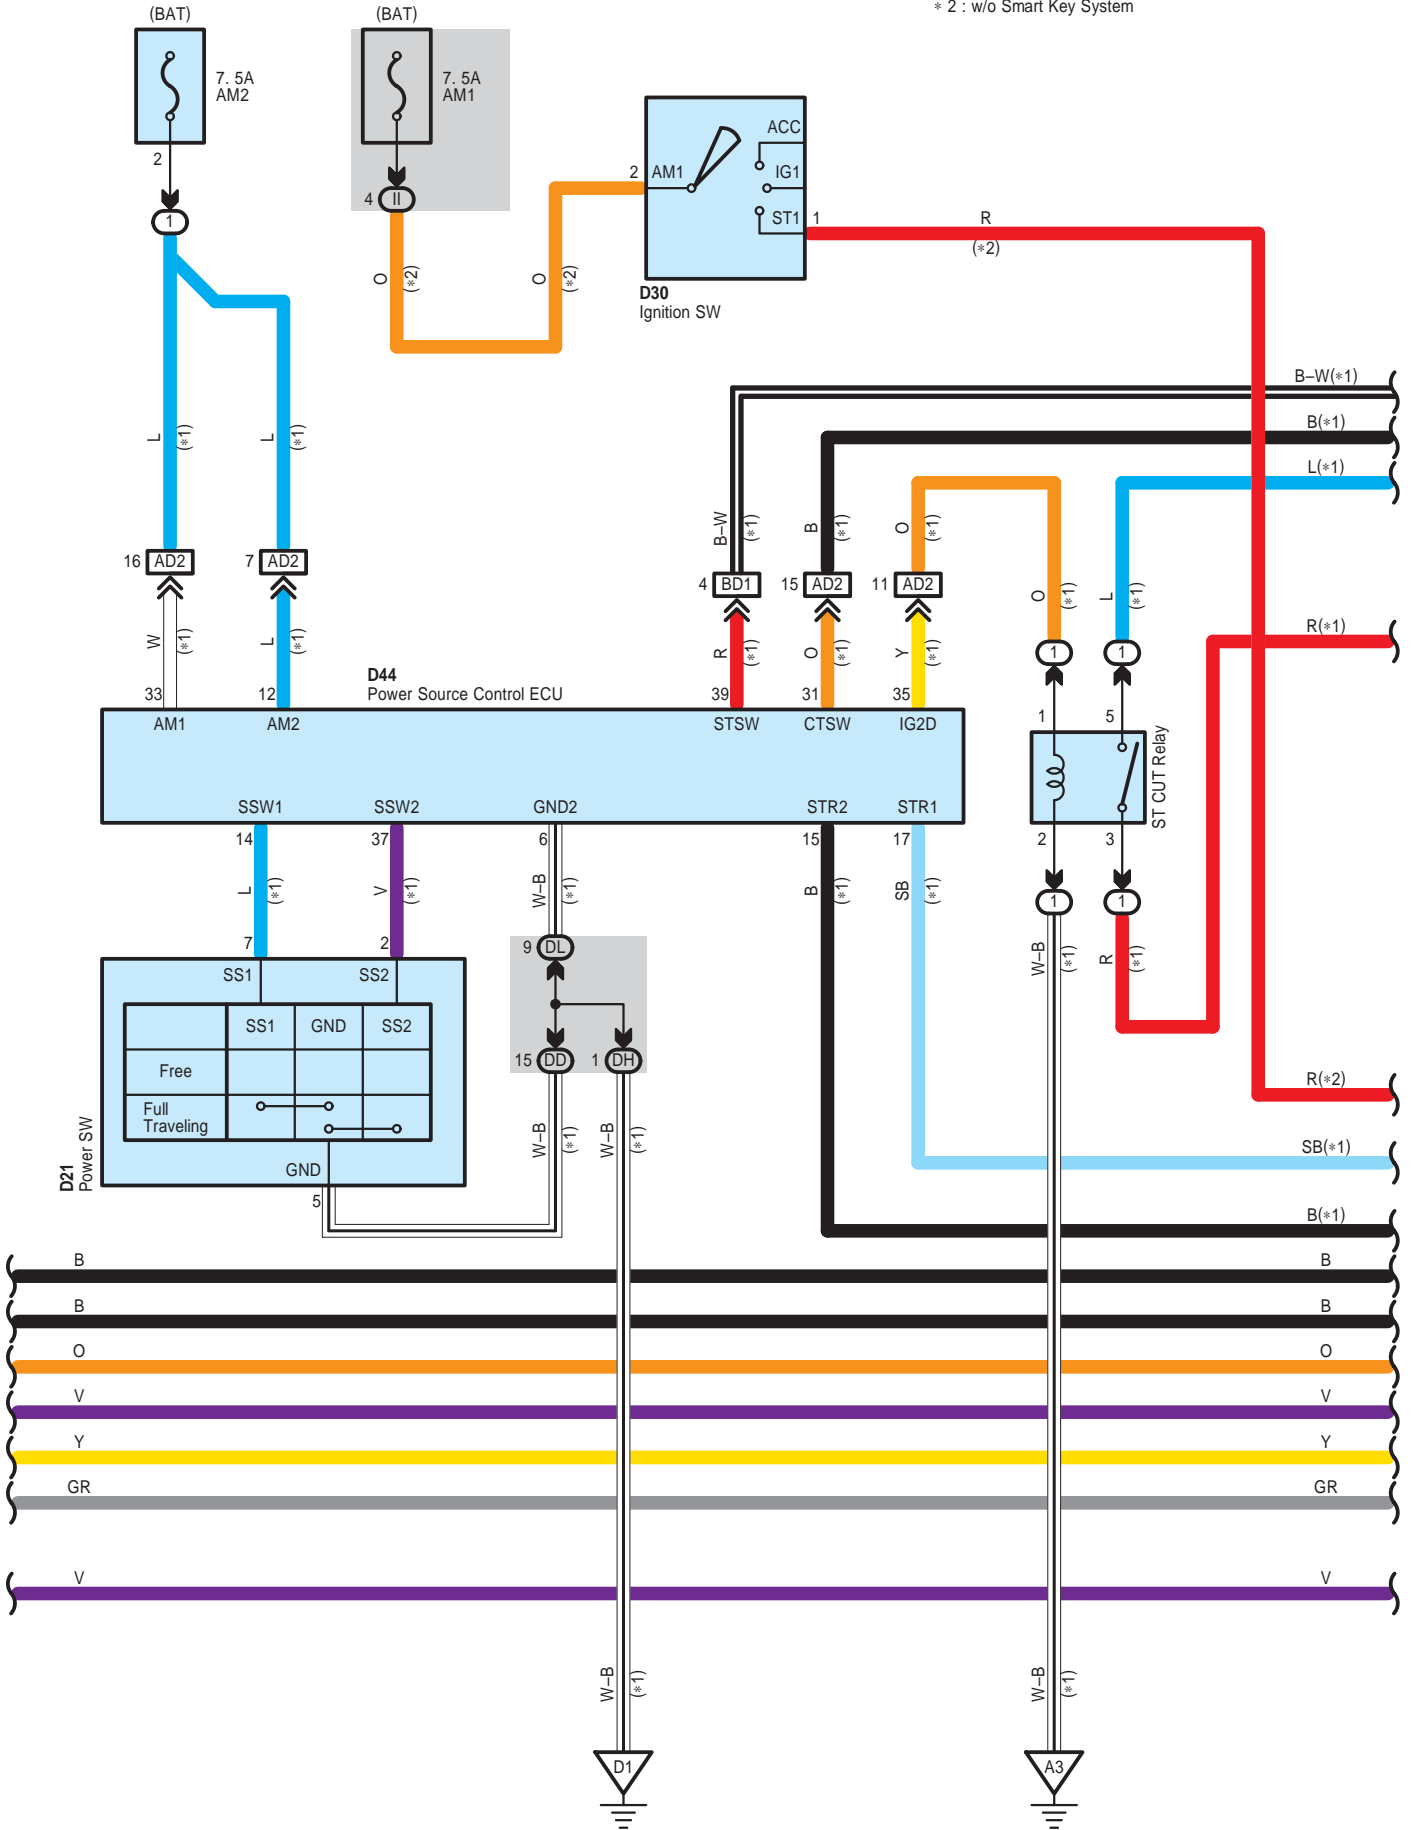 ∗ 2 : w/o Smart Key System
(BAT)
(BAT)
7. 5A
AM2
7. 5A
AM1
2
1
4
II
2
AM1
ACC
IG1
ST1
1
R
(∗2)
D30
Ignition SW
O
(∗2)
O
(∗2)
B–W(∗1)
B(∗1)
L(∗1)
L
(∗1)
L
(∗1)
B–W
(∗1)
B
(∗1)
O
(∗1)
16
AD2
7
AD2
4
BD1
15
AD2
11
AD2
O
(∗1)
L
(∗1)
R(∗1)
W
(∗1)
L
(∗1)
R
(∗1)
O
(∗1)
Y
(∗1)
1
1
D44
Power Source Control ECU
33
12
39
31
35
AM1
AM2
STSW
CTSW
IG2D
1
5
ST CUT Relay
SSW1
SSW2
GND2
STR2
STR1
14
37
6
15
17
2
3
L
(∗1)
V
(∗1)
W–B
(∗1)
B
(∗1)
SB
(∗1)
1
1
7
2
9
DL
W–B
(∗1)
R
(∗1)
SS1
SS2
SS1
GND
SS2
Free
Full
Traveling
15
DD
1
DH
R(∗2)
W–B
(∗1)
W–B
(∗1)
D21
Power SW
GND
5
SB(∗1)
B(∗1)
B
B
B
B
O
O
V
V
Y
Y
GR
GR
V
V
W–B
(∗1)
W–B
(∗1)
D1
A3